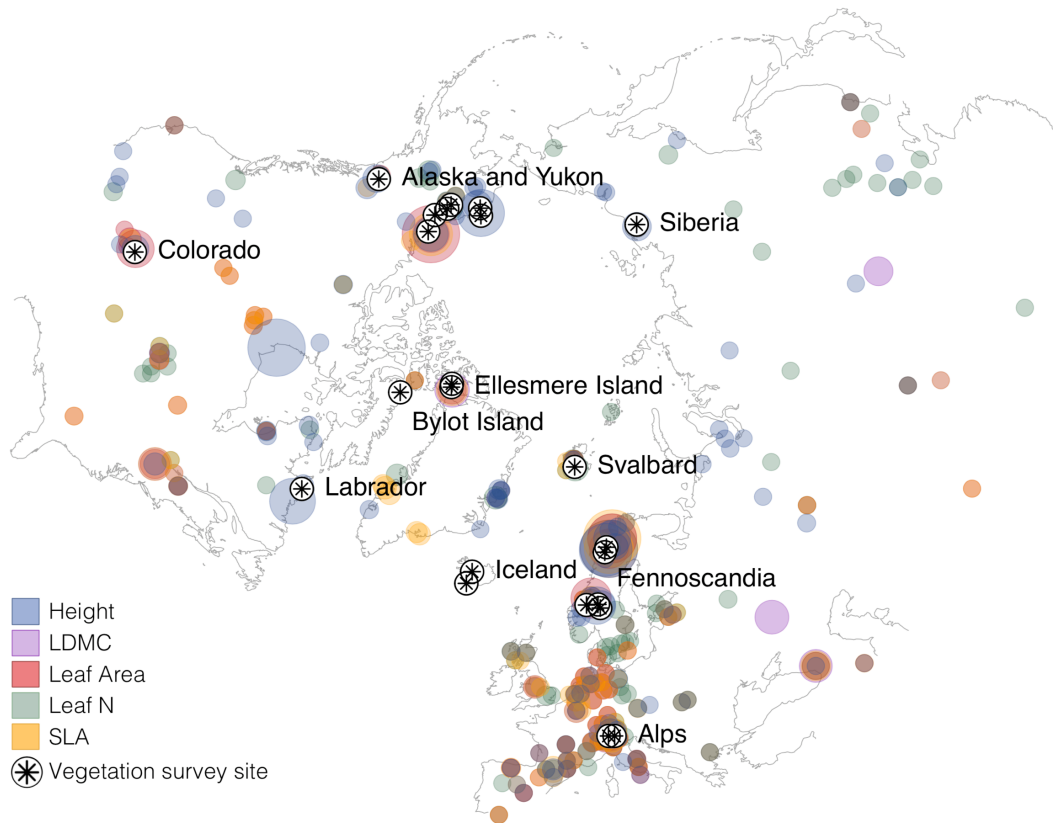 Alaska and Yukon
Siberia
Colorado
Ellesmere Island
Bylot Island
Svalbard
Labrador
Iceland
Fennoscandia
Alps
Height
LDMC
Leaf Area
Leaf N
SLA
Vegetation survey site